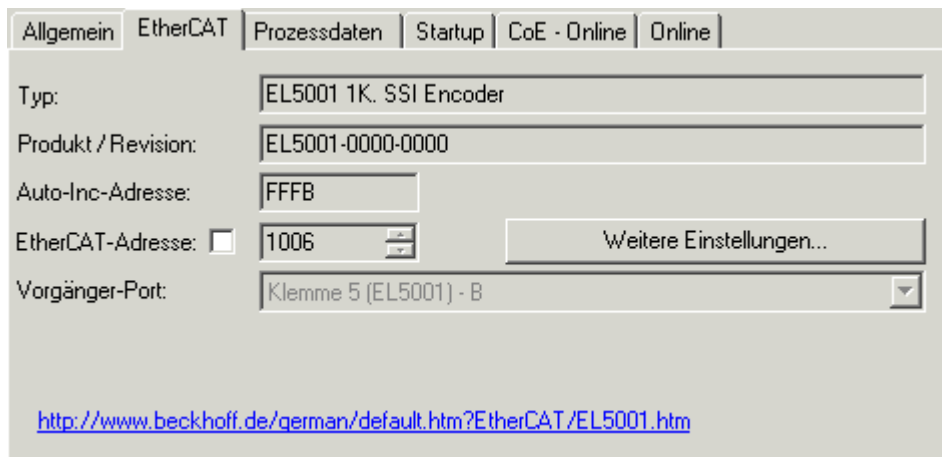 Allgemein EtherCAT Prozessdaten Startup CoE - Online Online
Typ: EL5001 1K. SSI Encoder
Produkt / Revision: EL5001-0000-0000
Auto-Inc-Adresse: FFFB
EtherCAT-Adresse: 1006 Weitere Einstellungen...
Vorgänger-Port: Klemme 5 (EL5001) - B
http://www.beckhoff.de/german/default.htm?EtherCAT/EL5001.htm